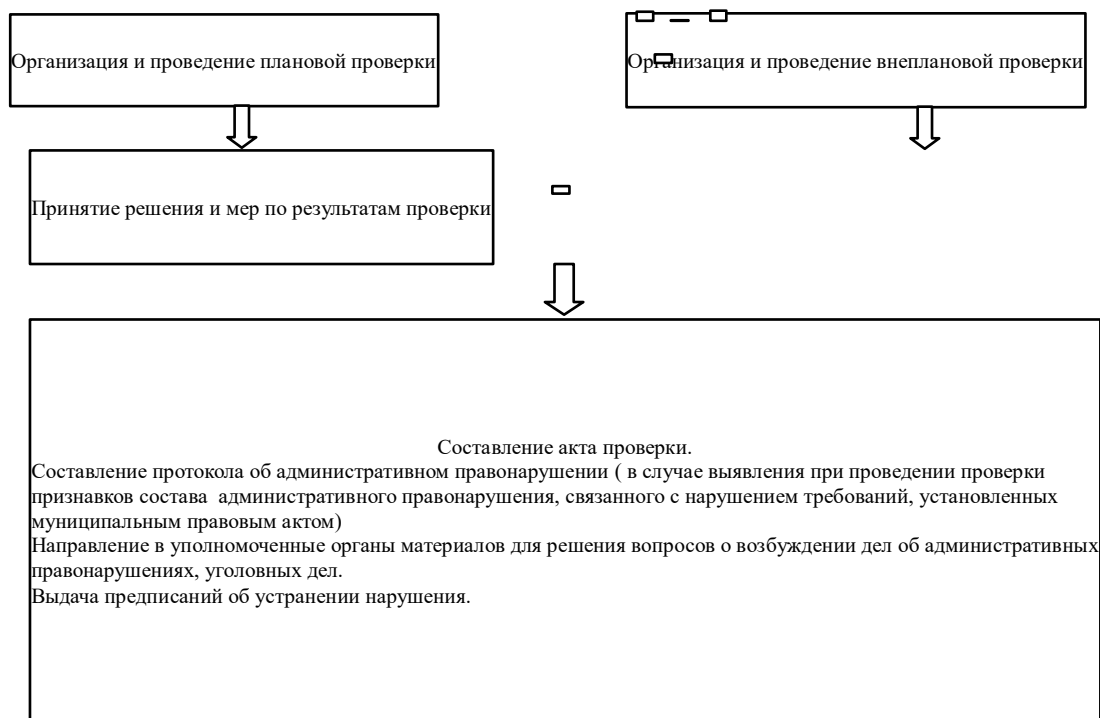 Организация и проведение плановой проверки
Организация и проведение внеплановой проверки
Принятие решения и мер по результатам проверки
Составление акта проверки.
Составление протокола об административном правонарушении ( в случае выявления при проведении проверки
признавков состава административного правонарушения, связанного с нарушением требований, установленных
муниципальным правовым актом)
Направление в уполномоченные органы материалов для решения вопросов о возбуждении дел об административных
правонарушениях, уголовных дел.
Выдача предписаний об устранении нарушения.